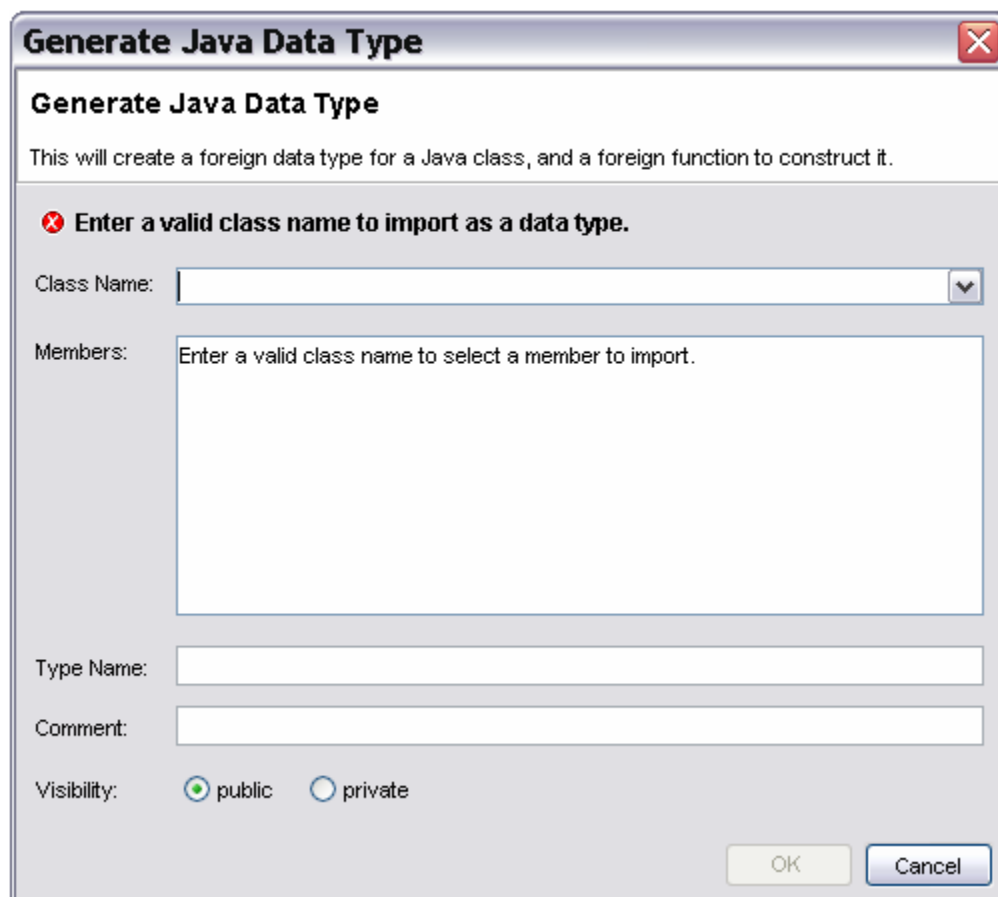 Generate Java Data Type
Generate Java Data Type
This will create a foreign data type for a Java class, and a foreign function to construct it.
Enter a valid class name to import as a data type.
Class Name:
Members:
Enter a valid class name to select a member to import.
Type Name:
Comment:
Visibility: public private
OK Cancel